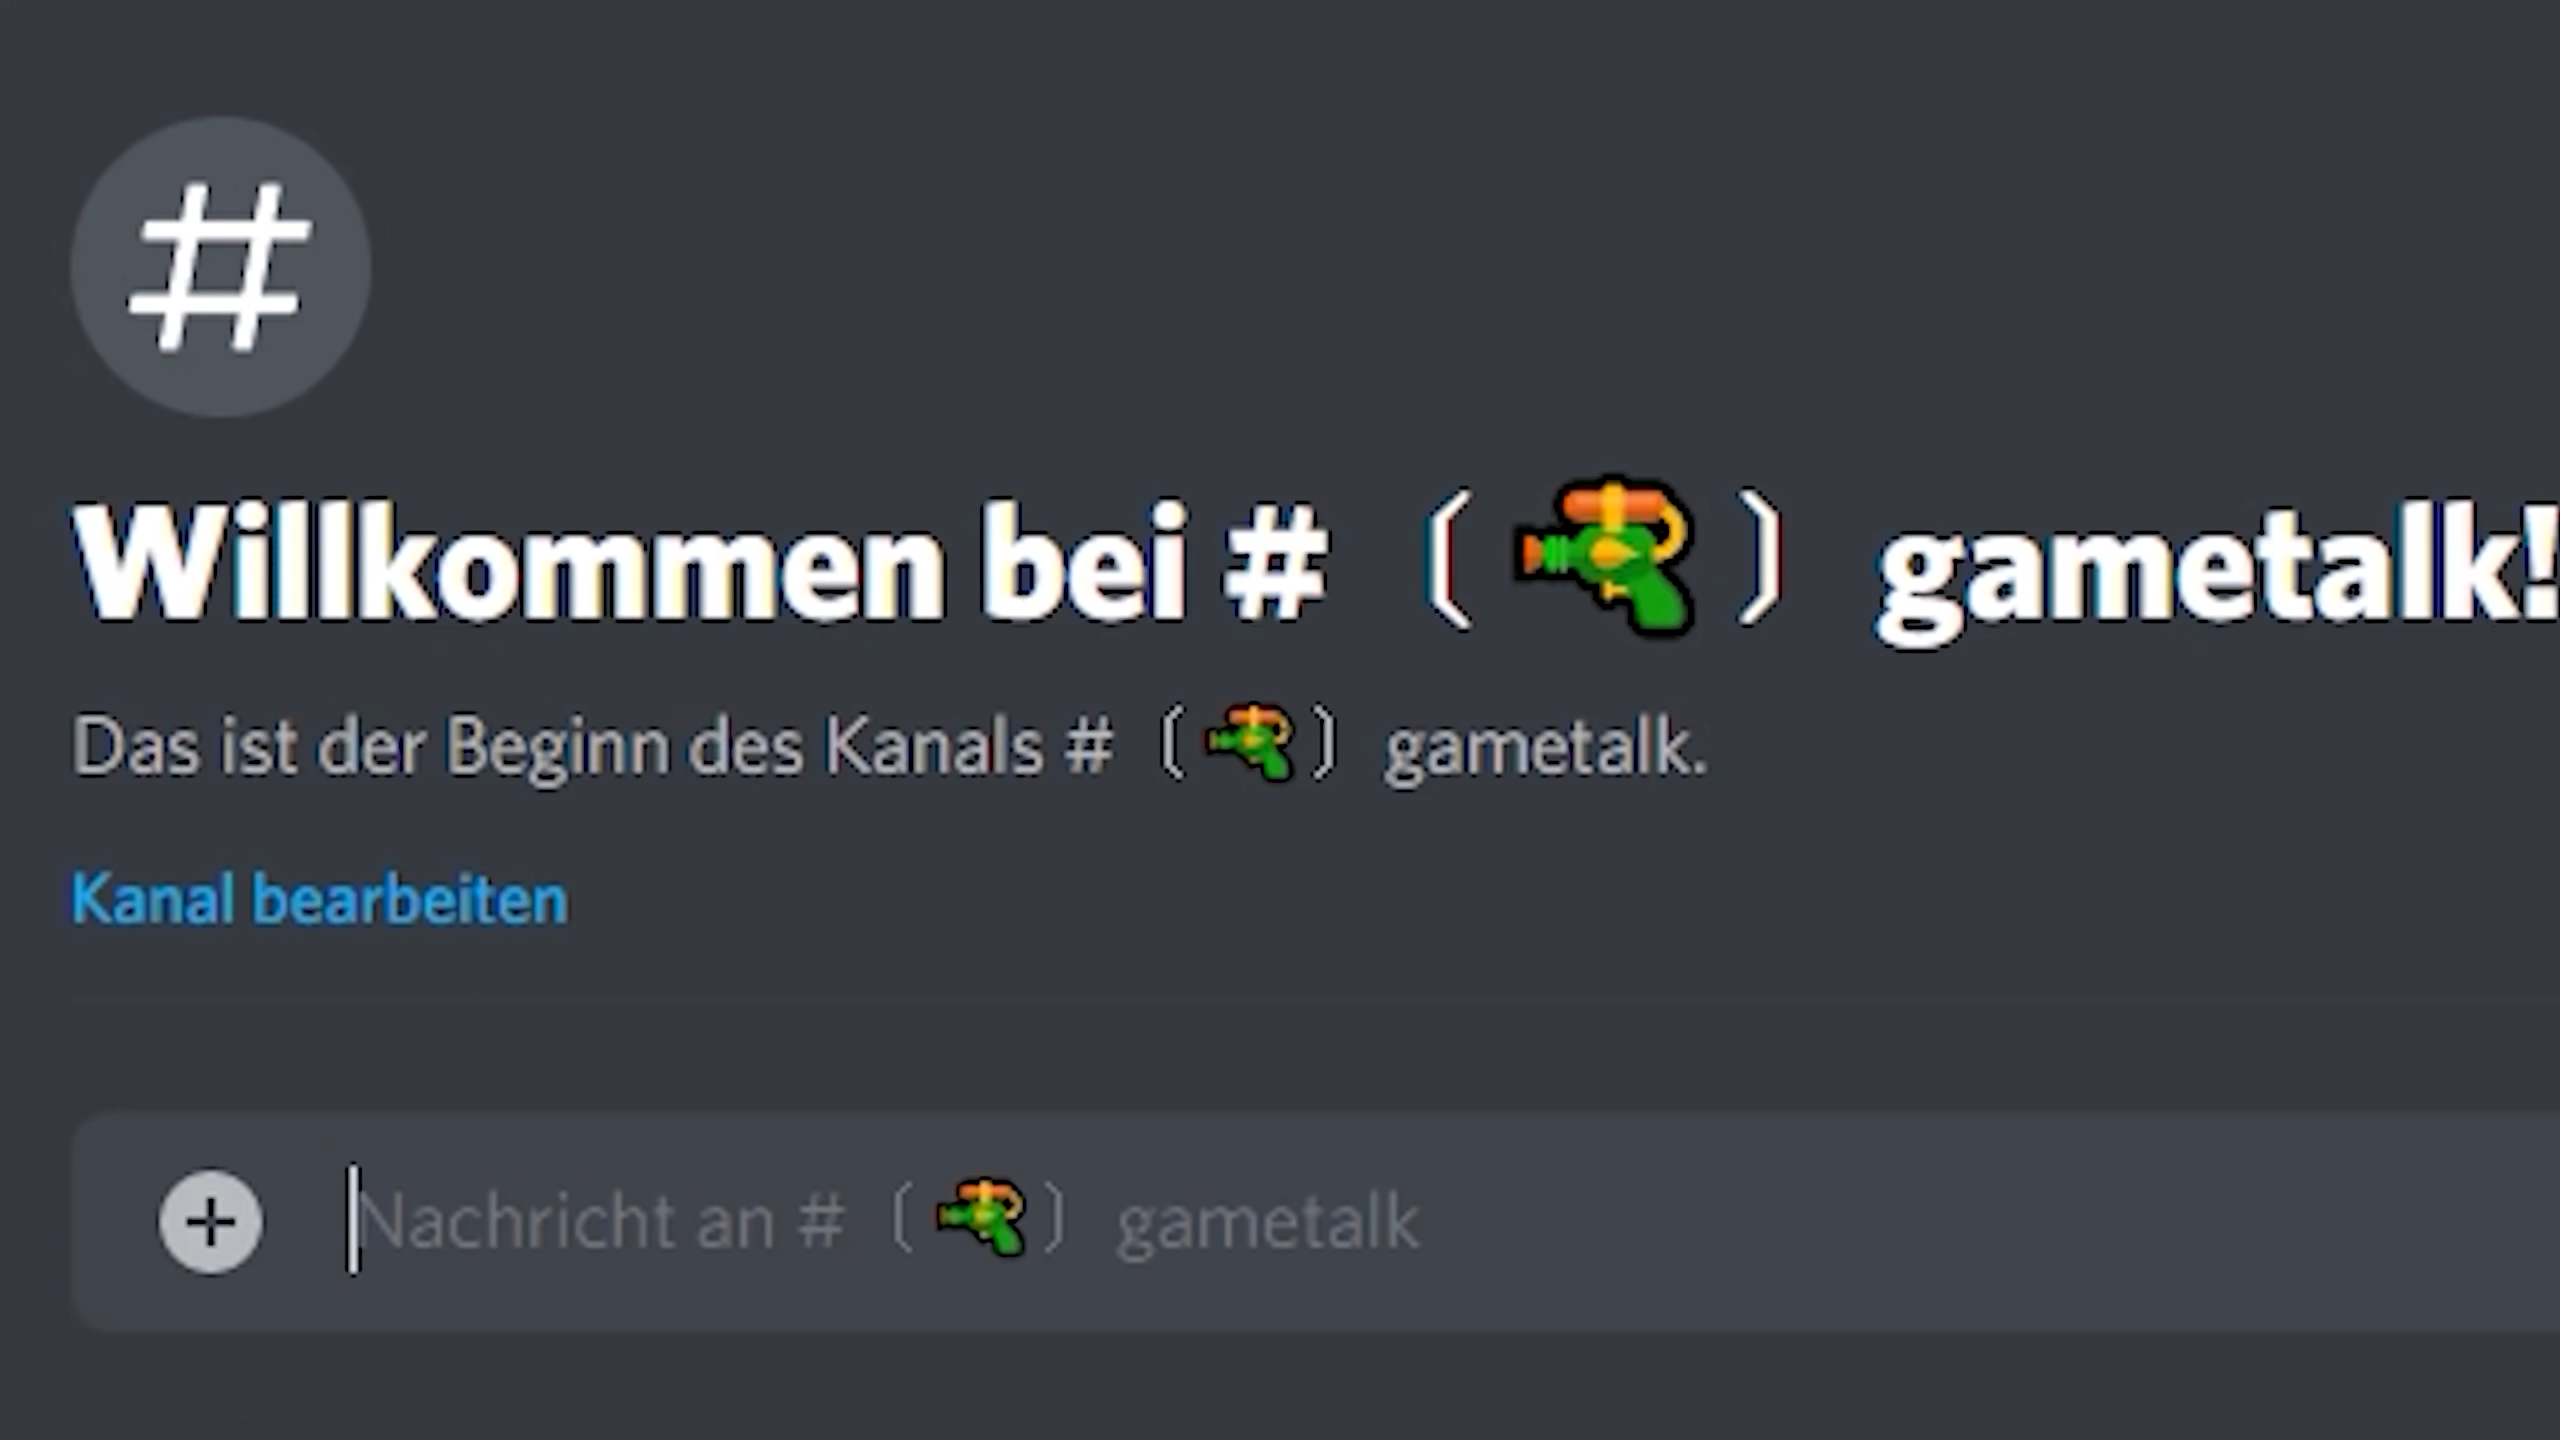 #
Willkommen bei #〔🔫〕gametalk!
Das ist der Beginn des Kanals #〔🔫〕gametalk.
Kanal bearbeiten
Nachricht an #〔🔫〕gametalk